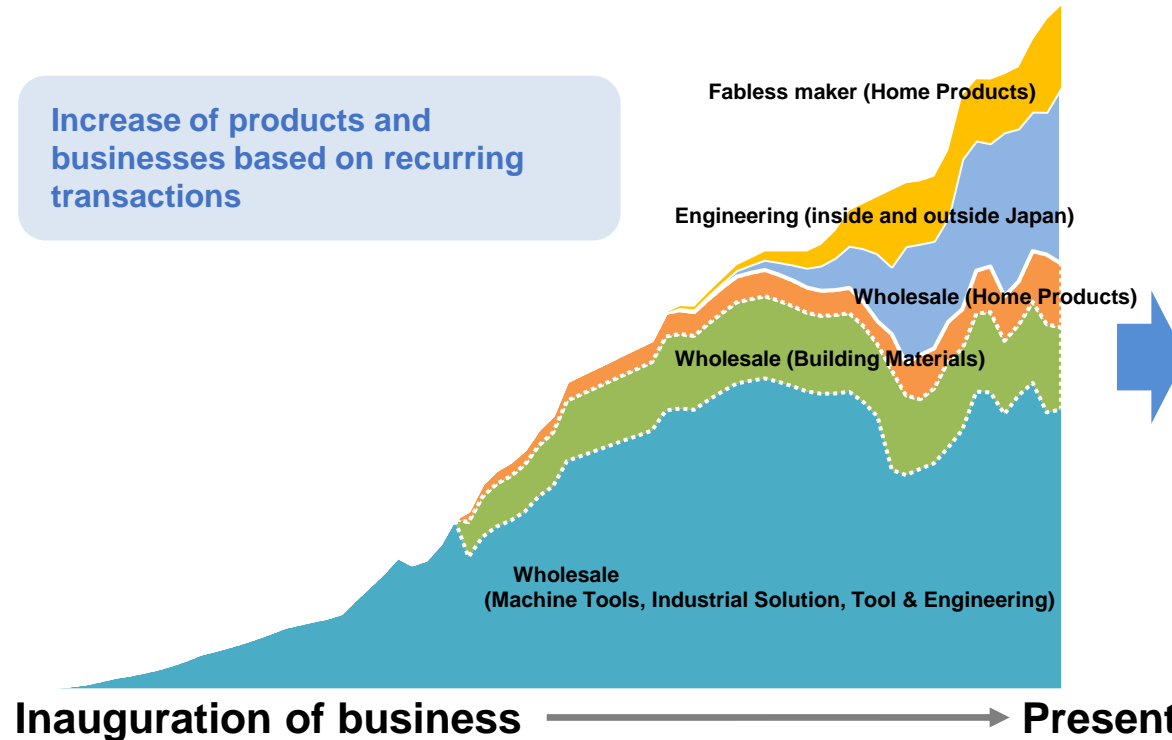 Increase of products and
businesses based on recurring
transactions
Fabless maker (Home Products)
Engineering (inside and outside Japan)
Wholesale (Home Products)
Wholesale (Building Materials)
Wholesale
(Machine Tools, Industrial Solution, Tool & Engineering)
Inauguration of business
Present